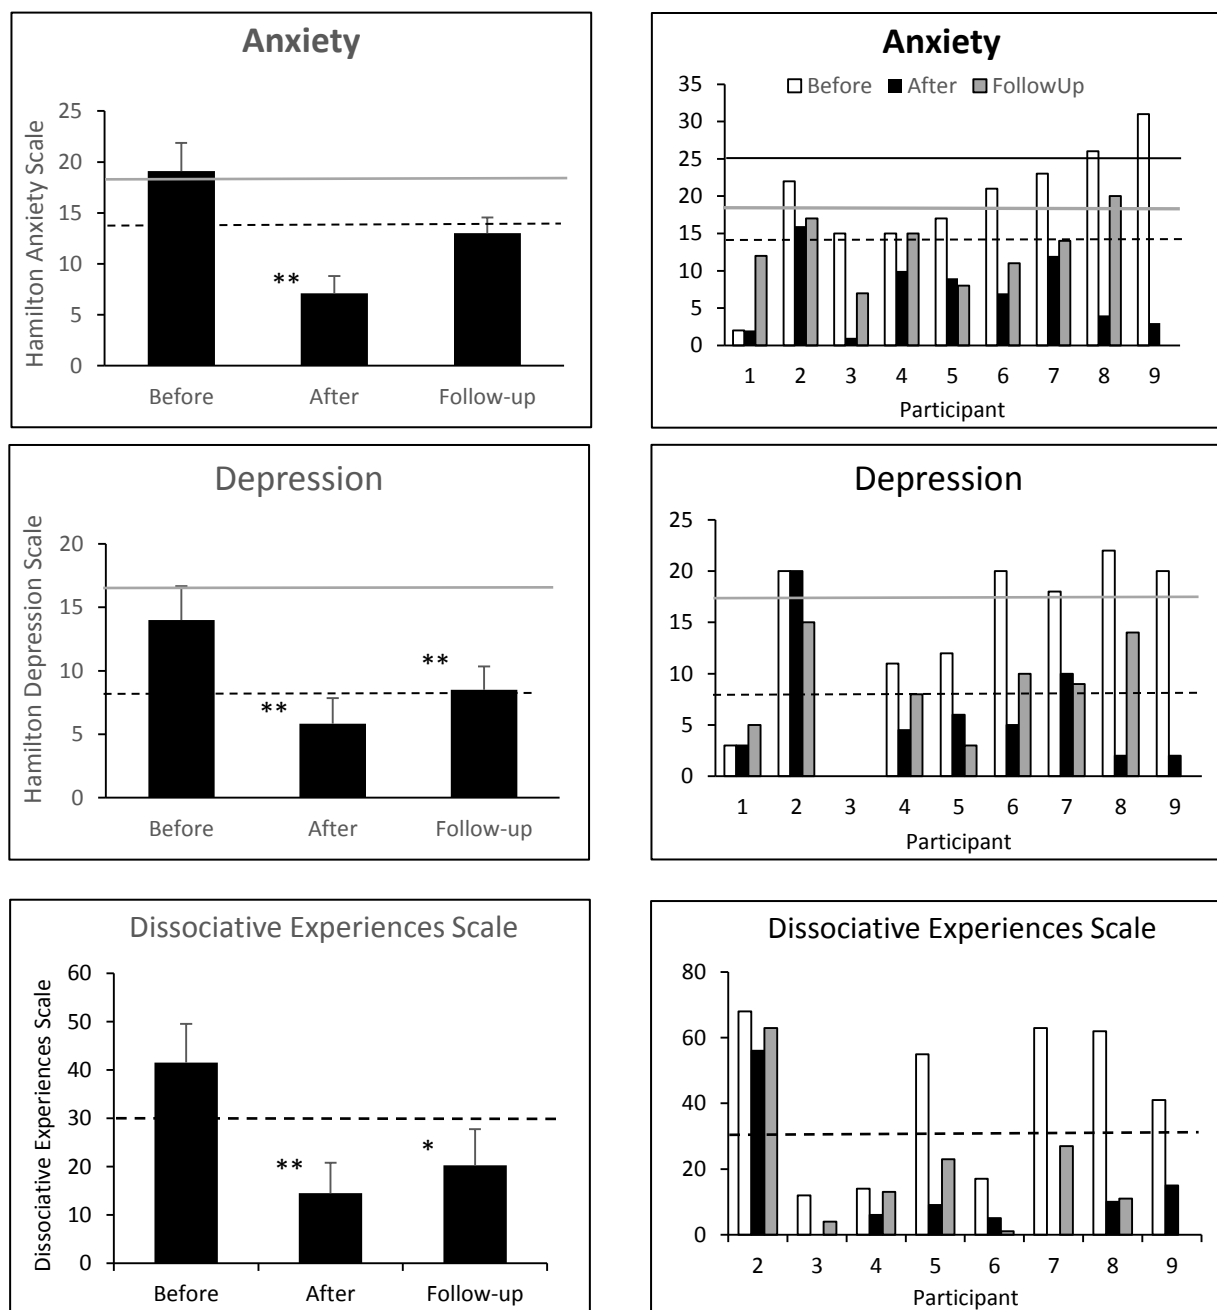 Anxiety
Hamilton Anxiety Scale
25
20
15
10
5
0
**
Before After Follow-up
Anxiety
Before After FollowUp
35
30
25
20
15
10
5
0
1 2 3 4 5 6 7 8 9
Participant
Depression
Hamilton Depression Scale
20
15
10
5
0
**
**
Before After Follow-up
Depression
25
20
15
10
5
0
1 2 3 4 5 6 7 8 9
Participant
Dissociative Experiences Scale
Dissociative Experiences Scale
60
50
40
30
20
10
0
**
*
Before After Follow-up
Dissociative Experiences Scale
80
60
40
20
0
2 3 4 5 6 7 8 9
Participant